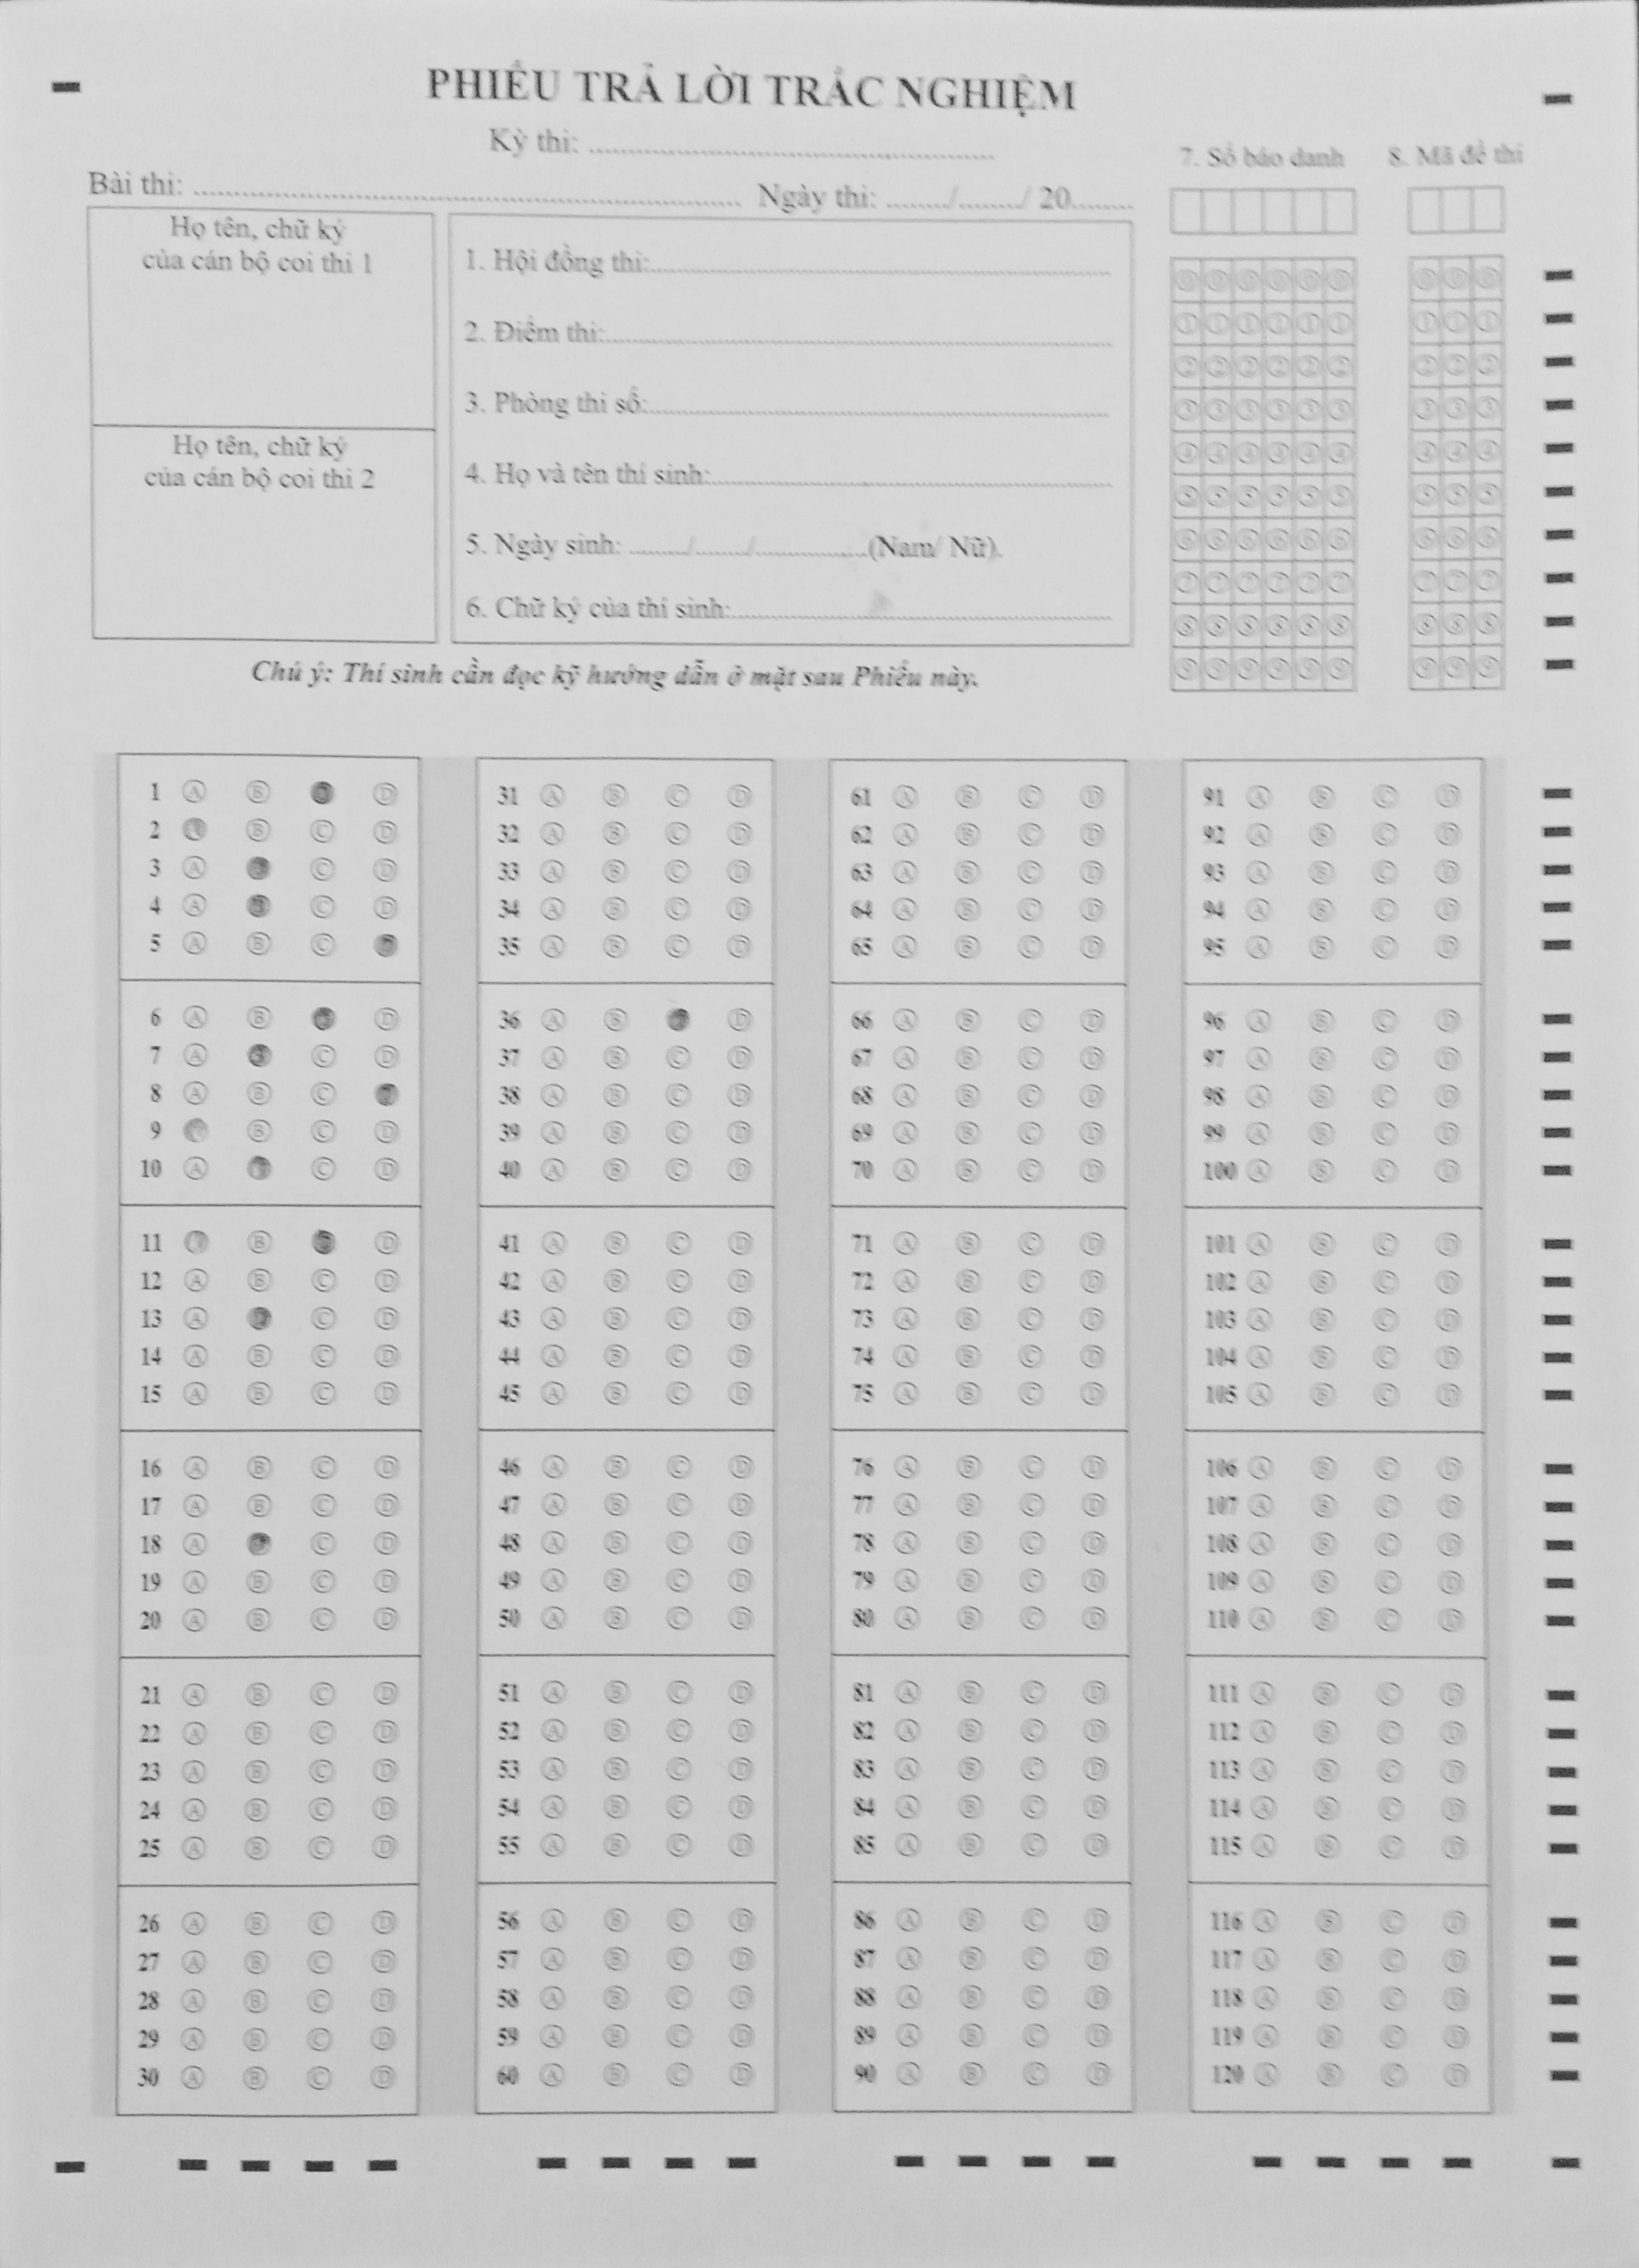 PHIẾU TRẢ LỜI TRẮC NGHIỆM
Kỳ thi: ..................................................
Bài thi: .................................................................... Ngày thi: ......../......../ 20........
7. Số báo danh
8. Mã đề thi
Họ tên, chữ ký
của cán bộ coi thi 1
Họ tên, chữ ký
của cán bộ coi thi 2
1. Hội đồng thi:..........................................................
2. Điểm thi:..........................................................
3. Phòng thi số:..........................................................
4. Họ và tên thí sinh:..........................................................
5. Ngày sinh: ......../......../................(Nam/ Nữ).
6. Chữ ký của thí sinh:..........................................................
0 0 0 0 0 0 0 0 0
1 1 1 1 1 1 1 1 1
2 2 2 2 2 2 2 2 2
3 3 3 3 3 3 3 3 3
4 4 4 4 4 4 4 4 4
5 5 5 5 5 5 5 5 5
6 6 6 6 6 6 6 6 6
7 7 7 7 7 7 7 7 7
8 8 8 8 8 8 8 8 8
9 9 9 9 9 9 9 9 9
Chú ý: Thí sinh cần đọc kỹ hướng dẫn ở mặt sau Phiếu này.
1 A B D
2 B C D
3 A C D
4 A C D
5 A B C
6 A B D
7 A C D
8 A B C
9 B C D
10 A C D
11 B D
12 A B C D
13 A C D
14 A B C D
15 A B C D
16 A B C D
17 A B C D
18 A C D
19 A B C D
20 A B C D
21 A B C D
22 A B C D
23 A B C D
24 A B C D
25 A B C D
26 A B C D
27 A B C D
28 A B C D
29 A B C D
30 A B C D
31 A B C D
32 A B C D
33 A B C D
34 A B C D
35 A B C D
36 A B D
37 A B C D
38 A B C D
39 A B C D
40 A B C D
41 A B C D
42 A B C D
43 A B C D
44 A B C D
45 A B C D
46 A B C D
47 A B C D
48 A B C D
49 A B C D
50 A B C D
51 A B C D
52 A B C D
53 A B C D
54 A B C D
55 A B C D
56 A B C D
57 A B C D
58 A B C D
59 A B C D
60 A B C D
61 A B C D
62 A B C D
63 A B C D
64 A B C D
65 A B C D
66 A B C D
67 A B C D
68 A B C D
69 A B C D
70 A B C D
71 A B C D
72 A B C D
73 A B C D
74 A B C D
75 A B C D
76 A B C D
77 A B C D
78 A B C D
79 A B C D
80 A B C D
81 A B C D
82 A B C D
83 A B C D
84 A B C D
85 A B C D
86 A B C D
87 A B C D
88 A B C D
89 A B C D
90 A B C D
91 A B C D
92 A B C D
93 A B C D
94 A B C D
95 A B C D
96 A B C D
97 A B C D
98 A B C D
99 A B C D
100 A B C D
101 A B C D
102 A B C D
103 A B C D
104 A B C D
105 A B C D
106 A B C D
107 A B C D
108 A B C D
109 A B C D
110 A B C D
111 A B C D
112 A B C D
113 A B C D
114 A B C D
115 A B C D
116 A B C D
117 A B C D
118 A B C D
119 A B C D
120 A B C D